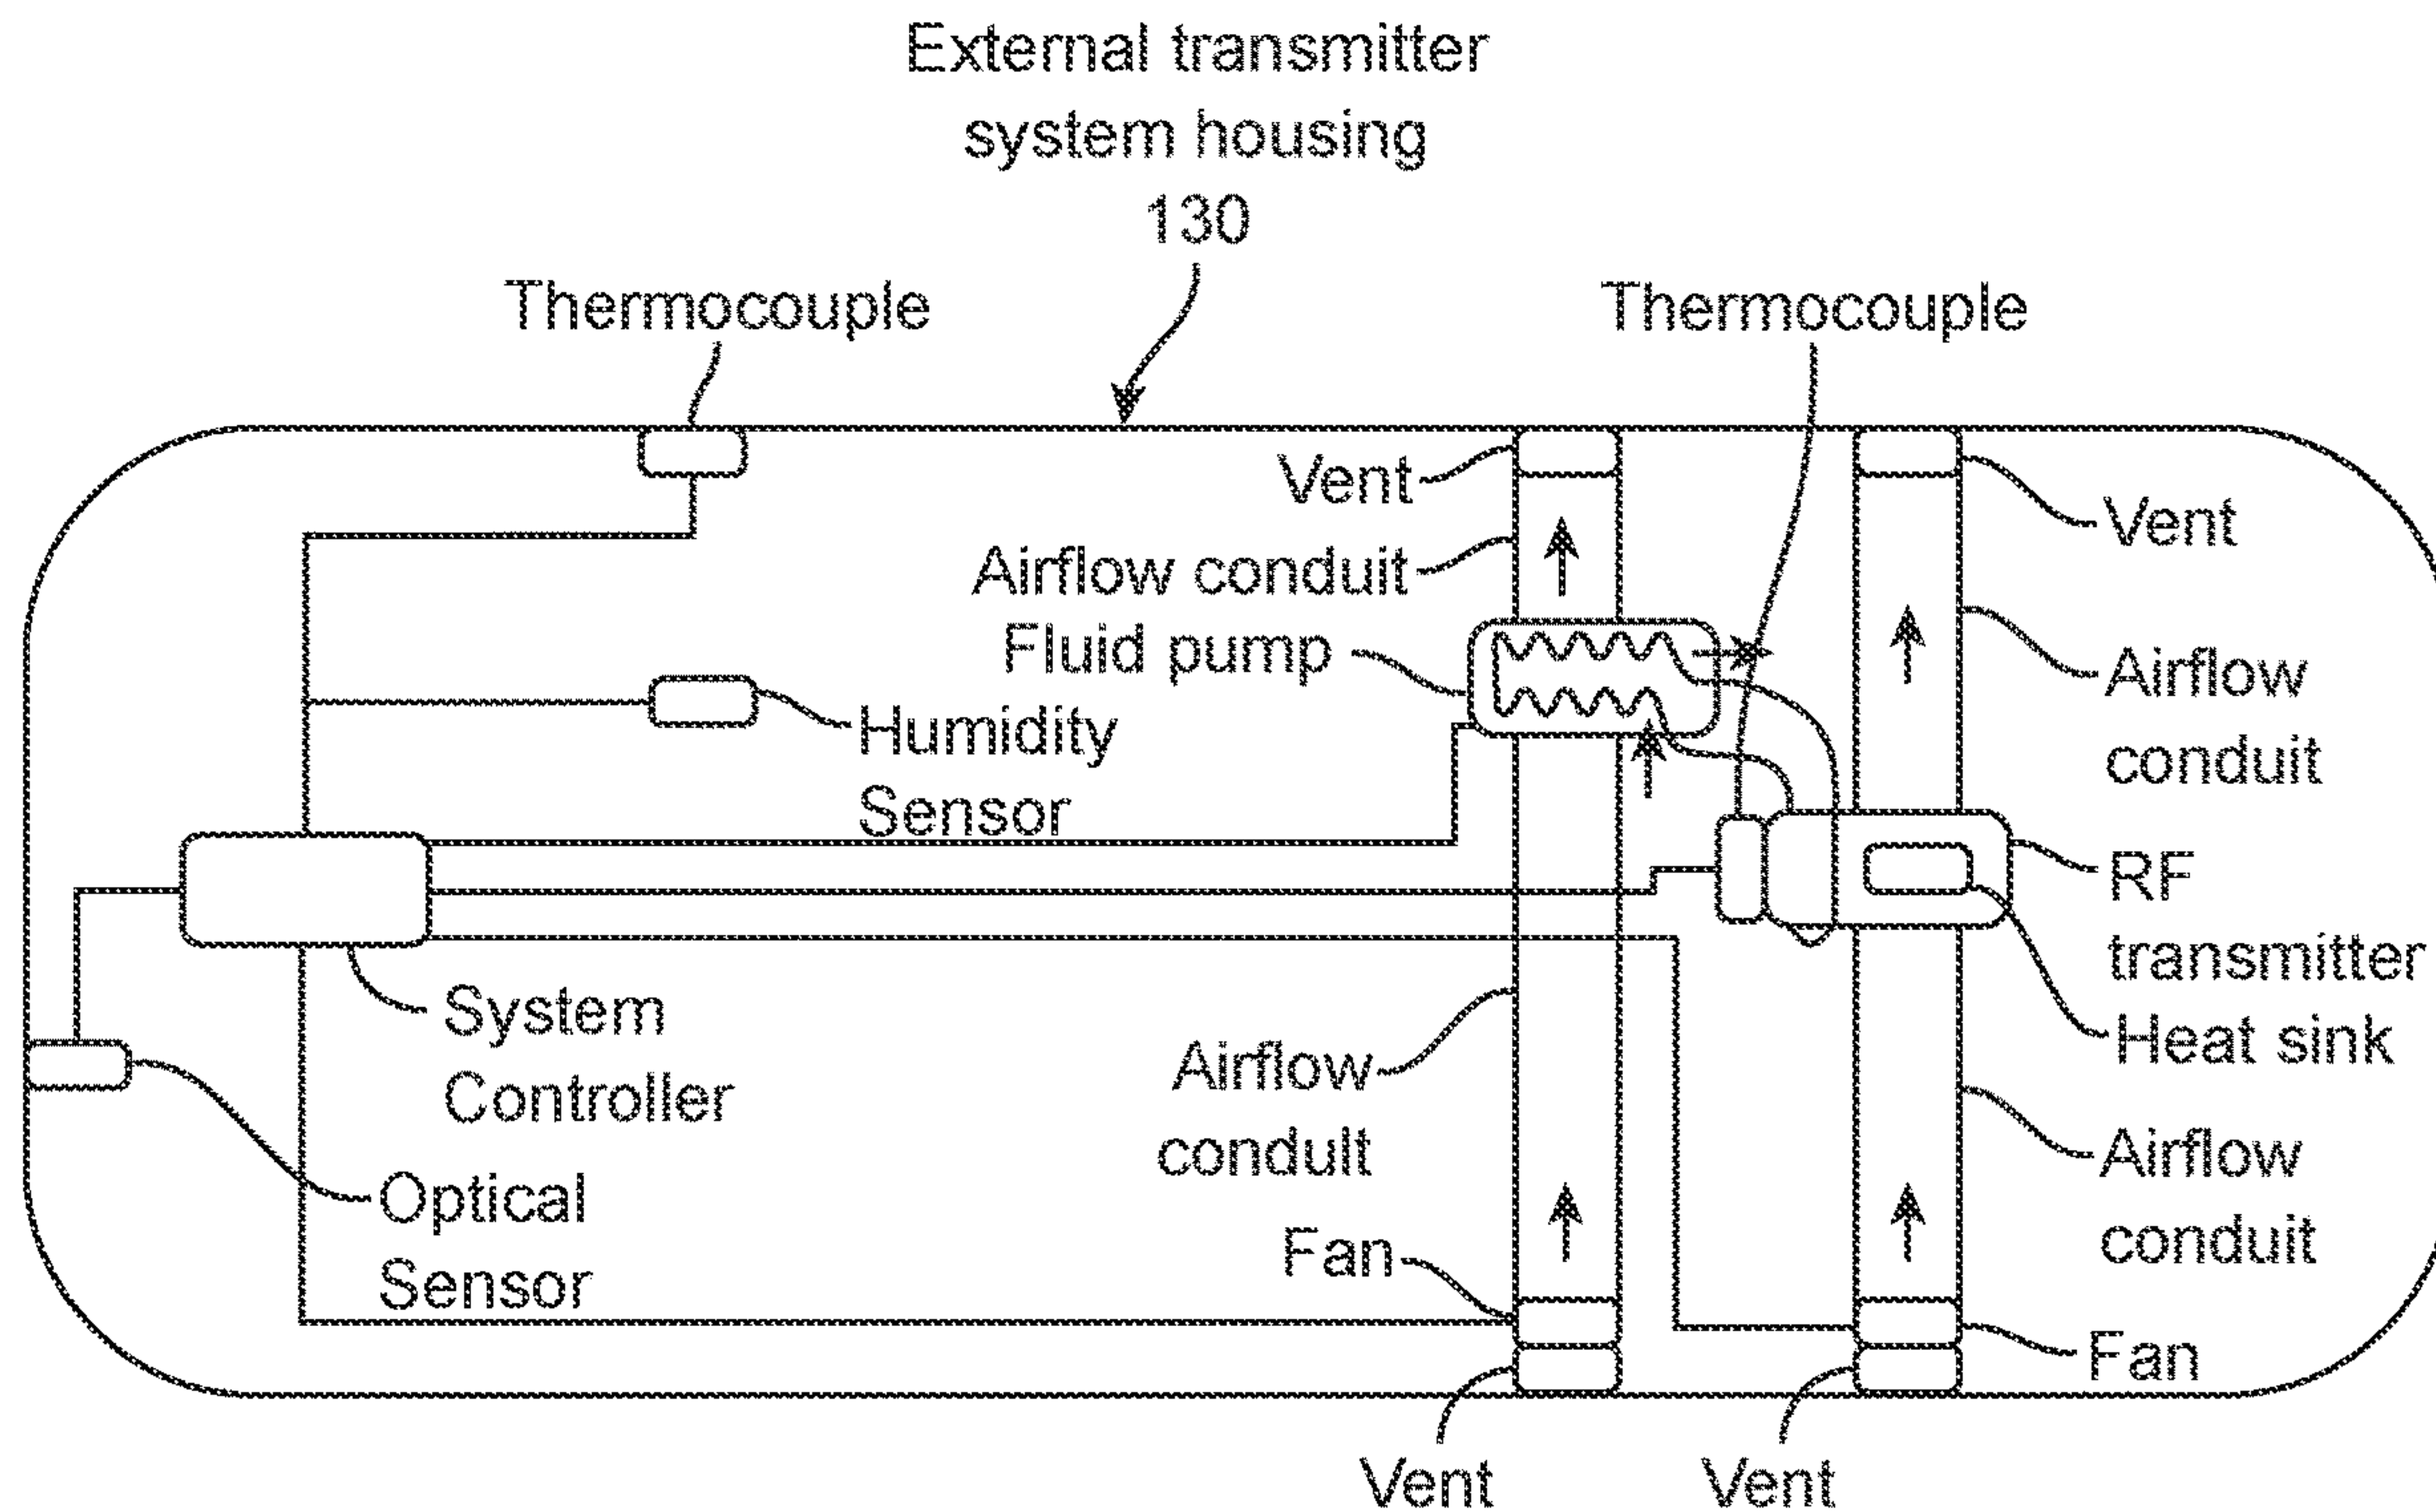 External transmitter
system housing
130
Thermocouple
Thermocouple
Vent
Vent
Airflow conduit
Fluid pump
Airflow
conduit
Humidity
Sensor
RF
transmitter
Heat sink
System
Controller
Airflow
conduit
Airflow
conduit
Optical
Sensor
Fan
Fan
Vent
Vent